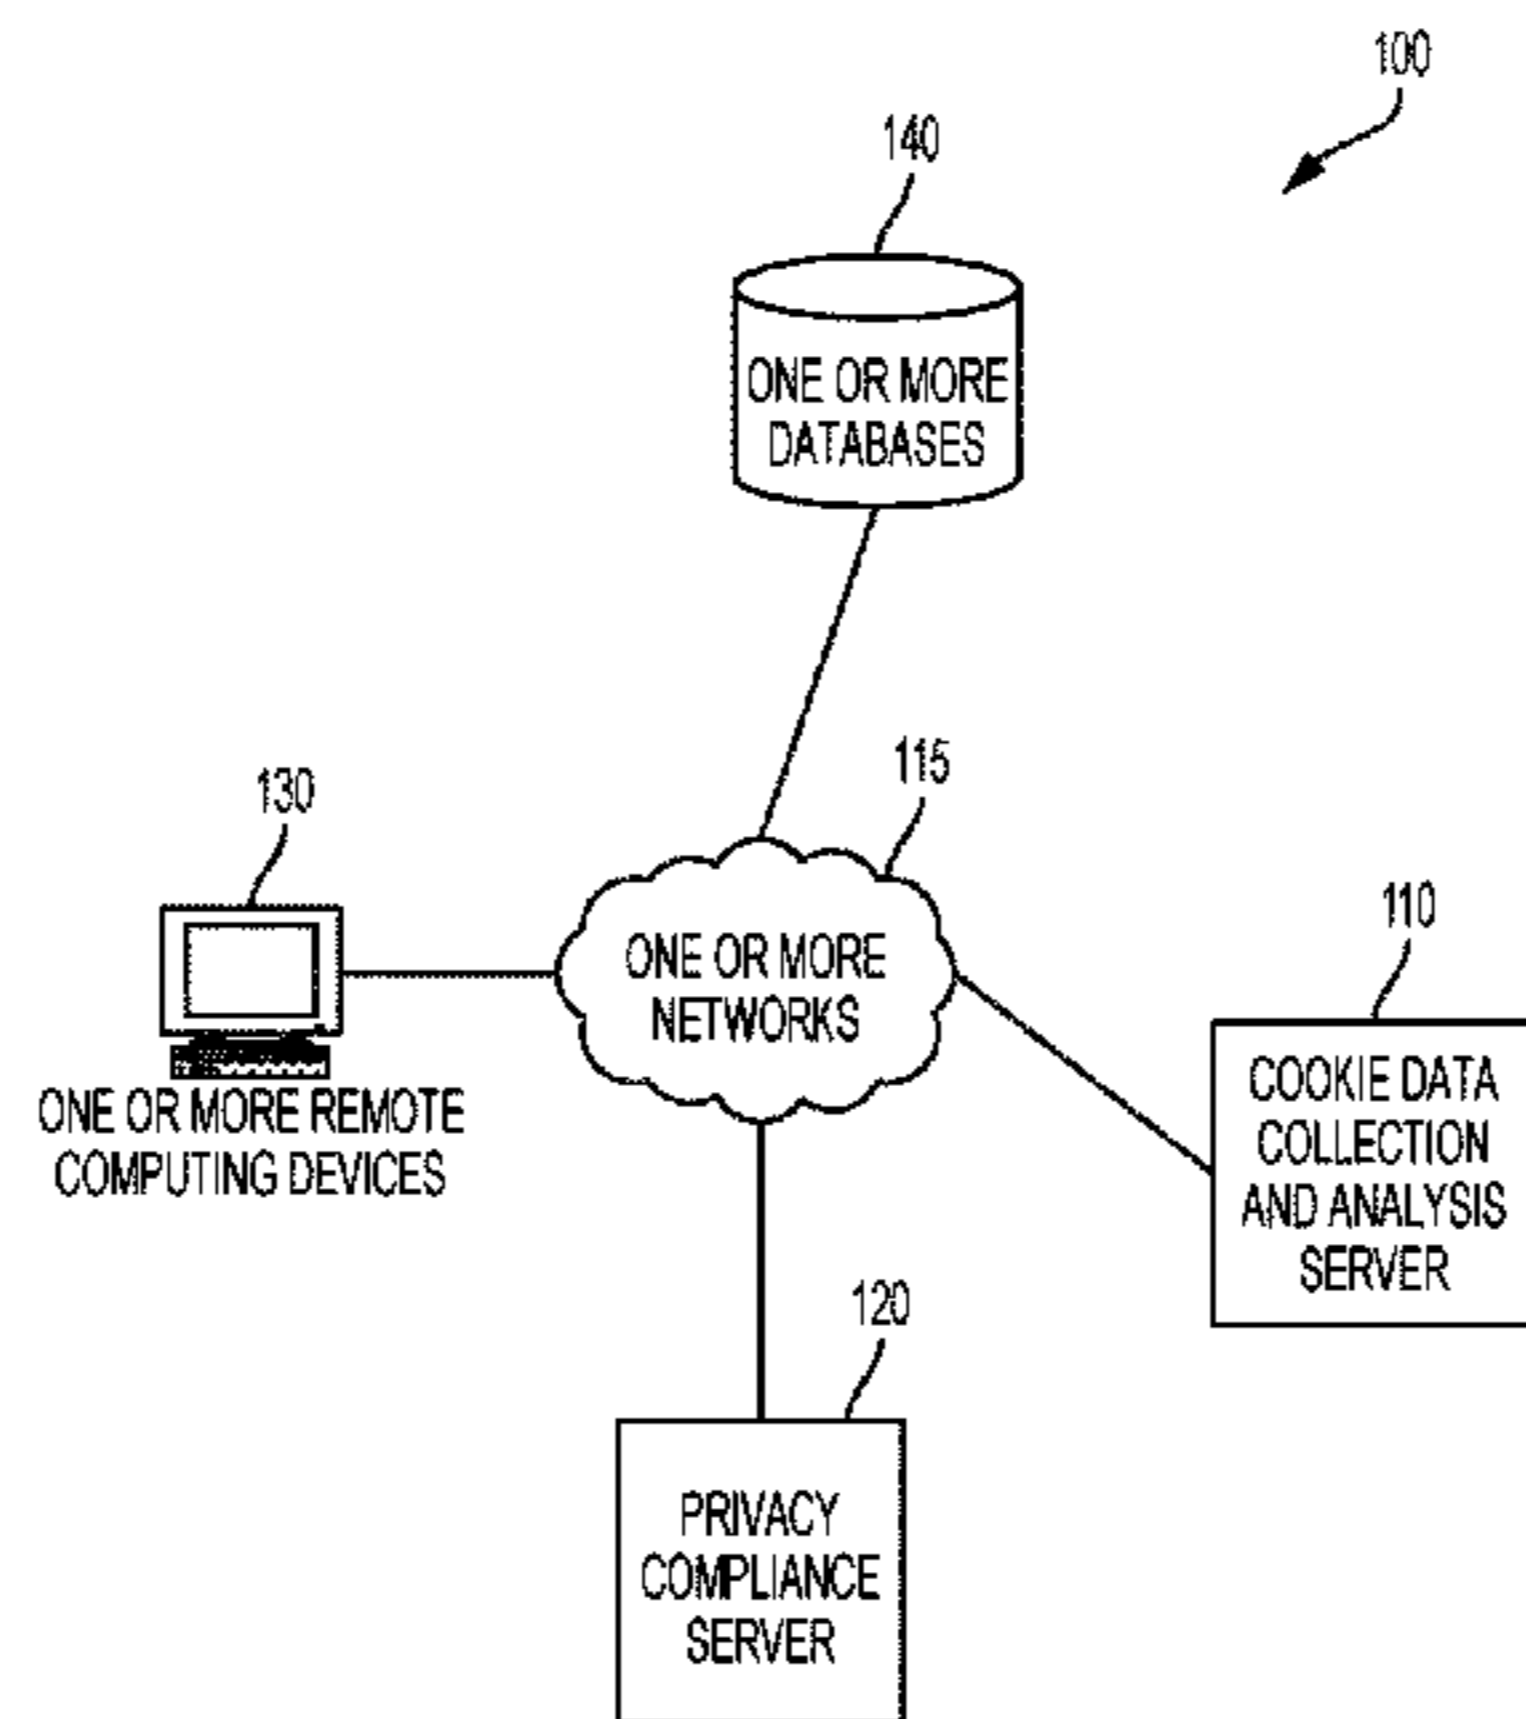 100
140
ONE OR MORE
DATABASES
115
130
110
ONE OR MORE
NETWORKS
COOKIE DATA
COLLECTION
AND ANALYSIS
SERVER
ONE OR MORE REMOTE
COMPUTING DEVICES
120
PRIVACY
COMPLIANCE
SERVER